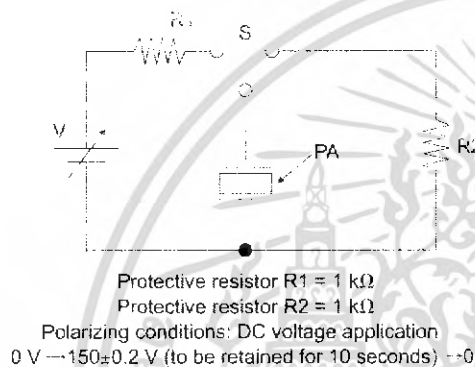 R1 S
V
PA
R2
Protective resistor R1 = 1 kΩ
Protective resistor R2 = 1 kΩ
Polarizing conditions: DC voltage application
0 V →150±0.2 V (to be retained for 10 seconds) →0